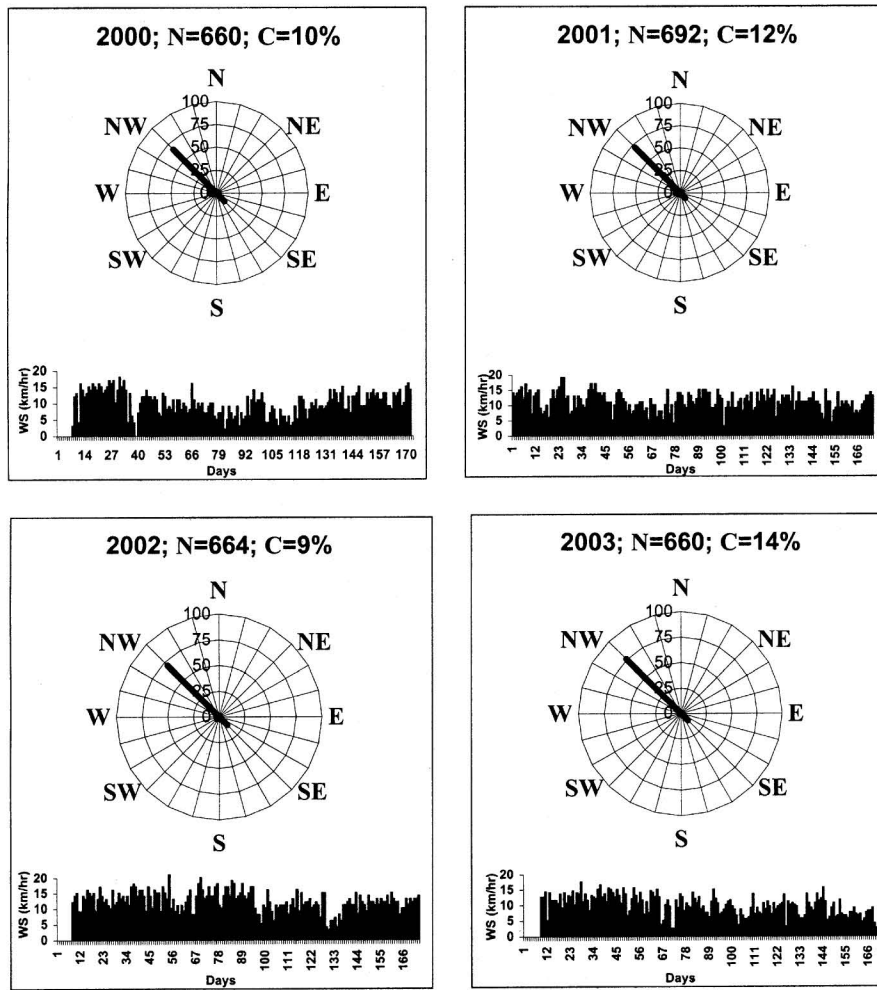 2000; N=660; C=10%
N
100
NW
75
NE
50
25
W
0
E
SW
SE
S
WS (km/hr)
20
15
10
5
0
1 14 27 40 53 66 79 92 105 118 131 144 157 170
Days
2001; N=692; C=12%
N
100
NW
75
NE
50
25
W
0
E
SW
SE
S
WS (km/hr)
20
15
10
5
0
1 12 23 34 45 56 67 78 89 100 111 122 133 144 155 166
Days
2002; N=664; C=9%
N
100
NW
75
NE
50
25
W
0
E
SW
SE
S
WS (km/hr)
20
15
10
5
0
1 12 23 34 45 56 67 78 89 100 111 122 133 144 155 166
Days
2003; N=660; C=14%
N
100
NW
75
NE
50
25
W
0
E
SW
SE
S
WS (km/hr)
20
15
10
5
0
1 12 23 34 45 56 67 78 89 100 111 122 133 144 155 166
Days